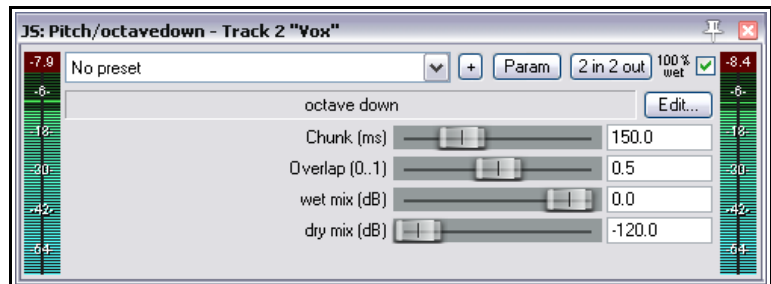 JS: Pitch/octavedown - Track 2 "Vox"
-7.9 No preset + Param 2 in 2 out 100% wet -8.4
-6- -6-
octave down Edit...
-18- Chunk (ms) 150.0 -18-
-30- Overlap (0..1) 0.5 -30-
-42- wet mix (dB) 0.0 -42-
dry mix (dB) -120.0
-54- -54-